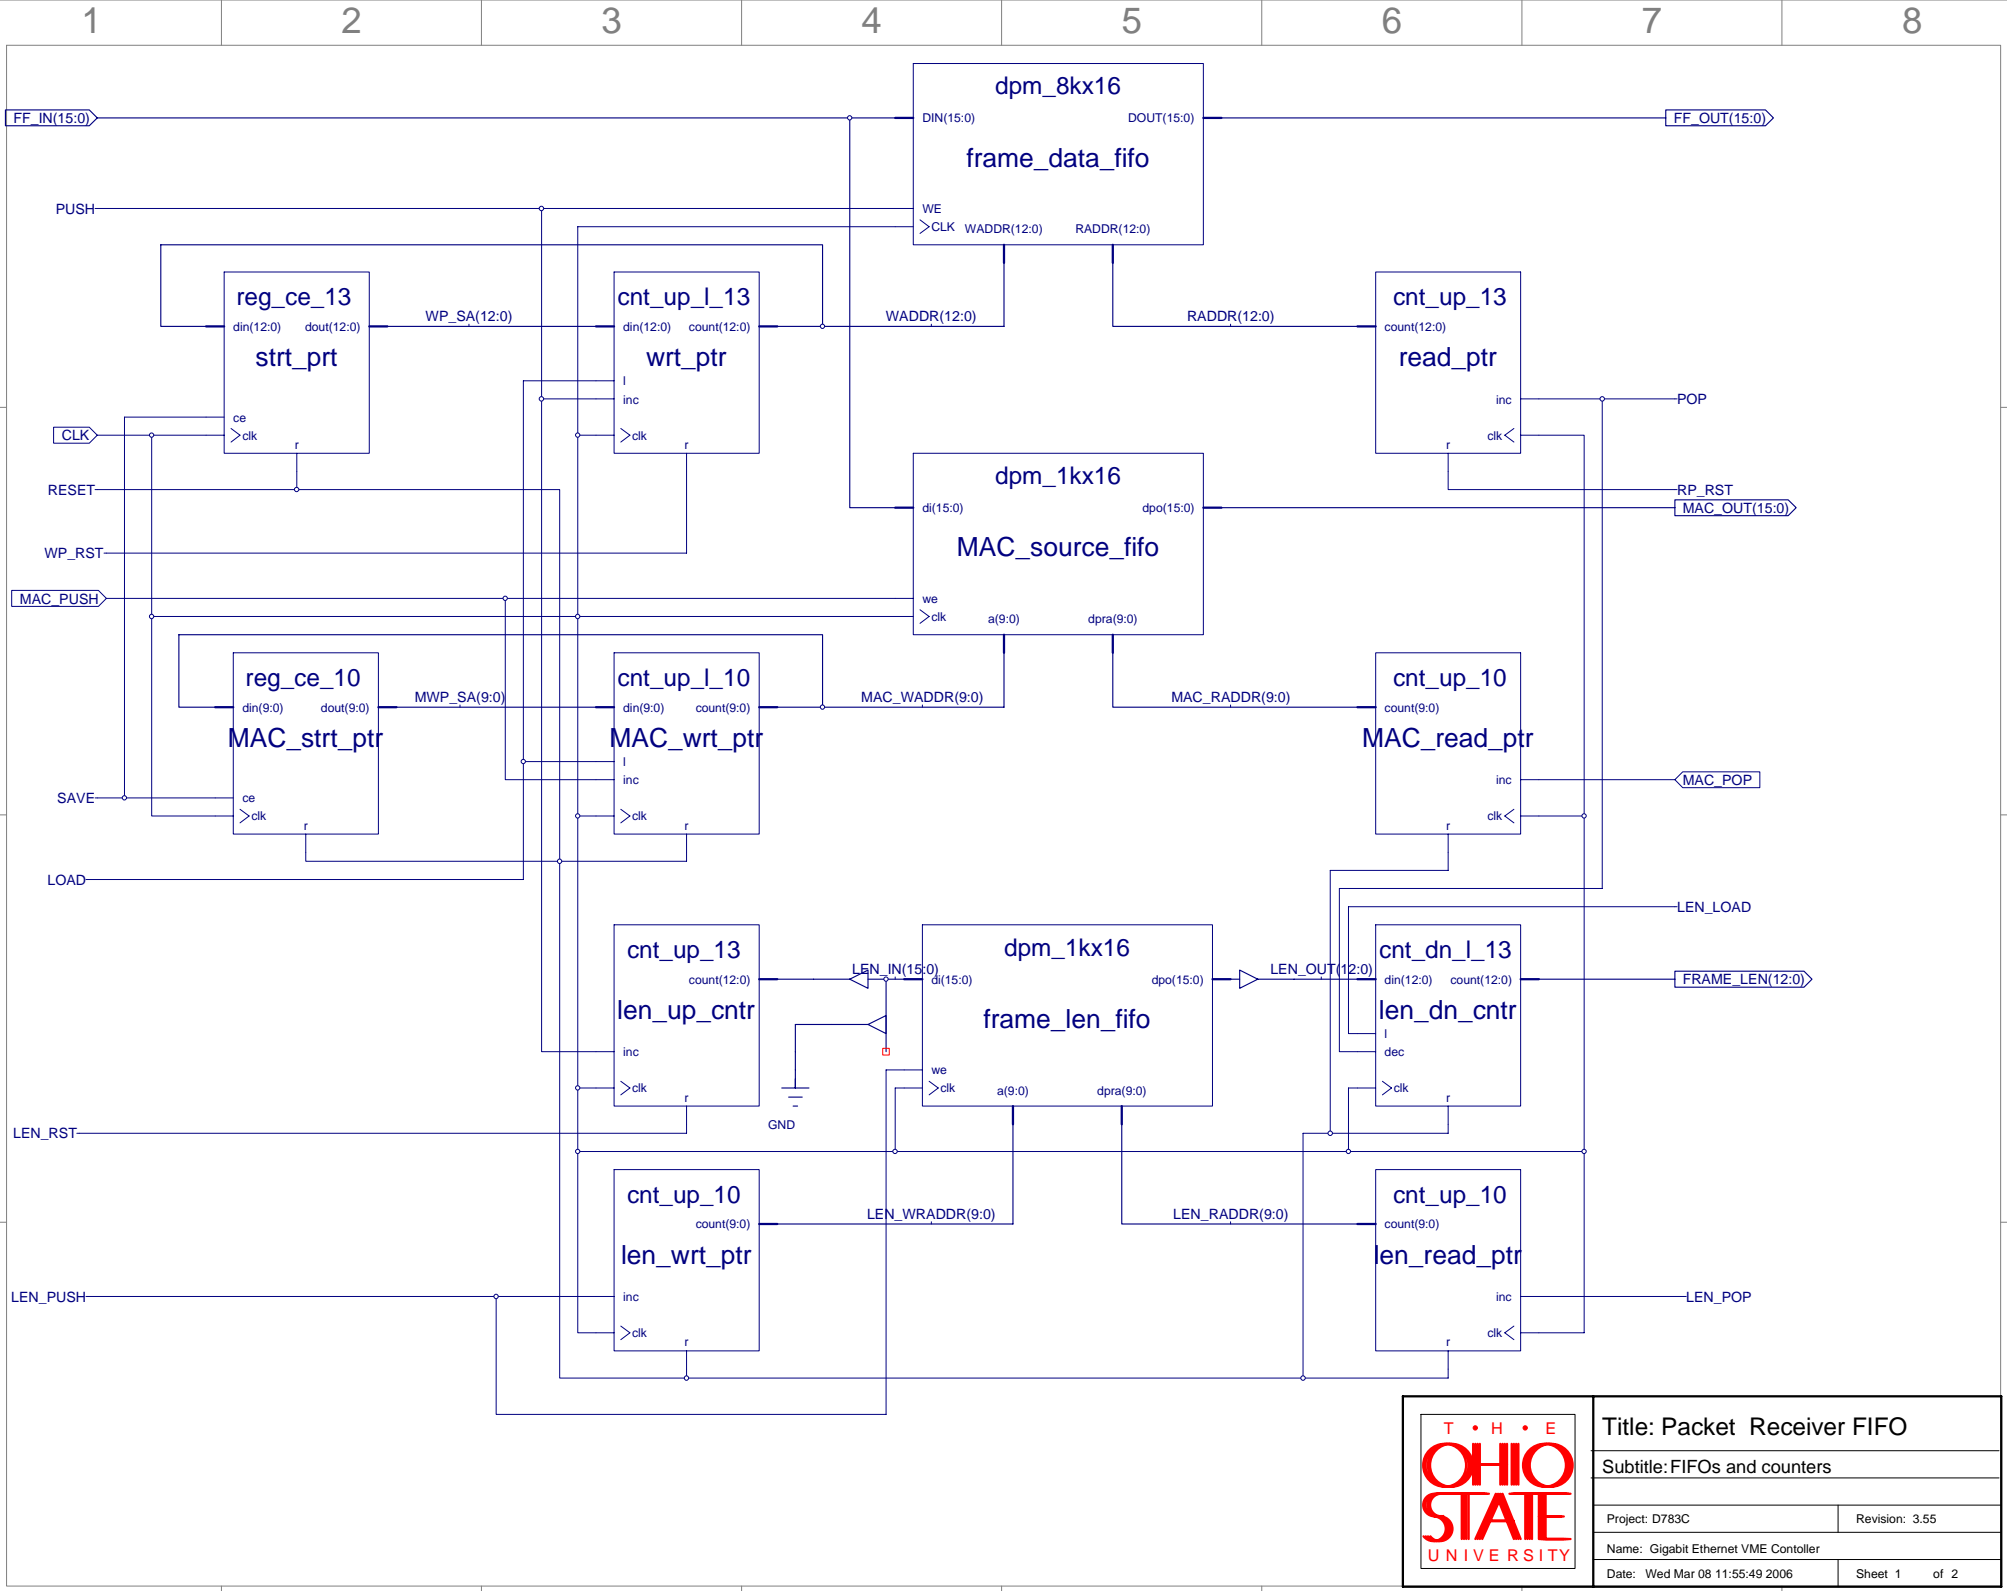 1 2 3 4 5 6 7 8
dpm_8kx16
FF_IN(15:0)
DIN(15:0) DOUT(15:0)
FF_OUT(15:0)
frame_data_fifo
PUSH
WE
CLK WADDR(12:0) RADDR(12:0)
reg_ce_13
din(12:0) dout(12:0)
strt_prt
ce
clk
r
WP_SA(12:0)
cnt_up_l_13
din(12:0) count(12:0)
wrt_ptr
l
inc
clk
r
WADDR(12:0)
RADDR(12:0)
cnt_up_13
count(12:0)
read_ptr
inc
clk
r
POP
CLK
RESET
RP_RST
MAC_OUT(15:0)
WP_RST
dpm_1kx16
di(15:0) dpo(15:0)
MAC_source_fifo
we
clk a(9:0) dpra(9:0)
MAC_PUSH
reg_ce_10
din(9:0) dout(9:0)
MAC_strt_ptr
ce
clk
r
MWP_SA(9:0)
cnt_up_l_10
din(9:0) count(9:0)
MAC_wrt_ptr
l
inc
clk
r
MAC_WADDR(9:0)
MAC_RADDR(9:0)
cnt_up_10
count(9:0)
MAC_read_ptr
inc
clk
r
MAC_POP
SAVE
LOAD
LEN_LOAD
cnt_up_13
count(12:0)
len_up_cntr
inc
clk
r
LEN_IN(15:0)
GND
dpm_1kx16
di(15:0) dpo(15:0)
frame_len_fifo
we
clk a(9:0) dpra(9:0)
LEN_OUT(12:0)
cnt_dn_l_13
din(12:0) count(12:0)
len_dn_cntr
l
dec
clk
r
FRAME_LEN(12:0)
LEN_RST
cnt_up_10
count(9:0)
len_wrt_ptr
inc
clk
r
LEN_WRADDR(9:0)
LEN_RADDR(9:0)
cnt_up_10
count(9:0)
len_read_ptr
inc
clk
r
LEN_PUSH
LEN_POP
T • H • E
OHIO
STATE
UNIVERSITY
Title: Packet Receiver FIFO
Subtitle: FIFOs and counters
Project: D783C Revision: 3.55
Name: Gigabit Ethernet VME Contoller
Date: Wed Mar 08 11:55:49 2006 Sheet 1 of 2